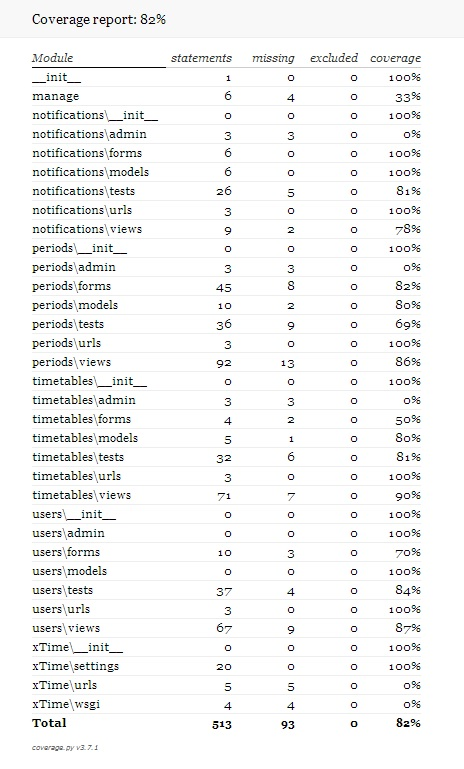 Coverage report: 82%
Module statements missing excluded coverage
__init__ 1 0 0 100%
manage 6 4 0 33%
notifications\__init__ 0 0 0 100%
notifications\admin 3 3 0 0%
notifications\forms 6 0 0 100%
notifications\models 6 0 0 100%
notifications\tests 26 5 0 81%
notifications\urls 3 0 0 100%
notifications\views 9 2 0 78%
periods\__init__ 0 0 0 100%
periods\admin 3 3 0 0%
periods\forms 45 8 0 82%
periods\models 10 2 0 80%
periods\tests 36 9 0 69%
periods\urls 3 0 0 100%
periods\views 92 13 0 86%
timetables\__init__ 0 0 0 100%
timetables\admin 3 3 0 0%
timetables\forms 4 2 0 50%
timetables\models 5 1 0 80%
timetables\tests 32 6 0 81%
timetables\urls 3 0 0 100%
timetables\views 71 7 0 90%
users\__init__ 0 0 0 100%
users\admin 0 0 0 100%
users\forms 10 3 0 70%
users\models 0 0 0 100%
users\tests 37 4 0 84%
users\urls 3 0 0 100%
users\views 67 9 0 87%
xTime\__init__ 0 0 0 100%
xTime\settings 20 0 0 100%
xTime\urls 5 5 0 0%
xTime\wsgi 4 4 0 0%
Total 513 93 0 82%
coverage.py v3.7.1